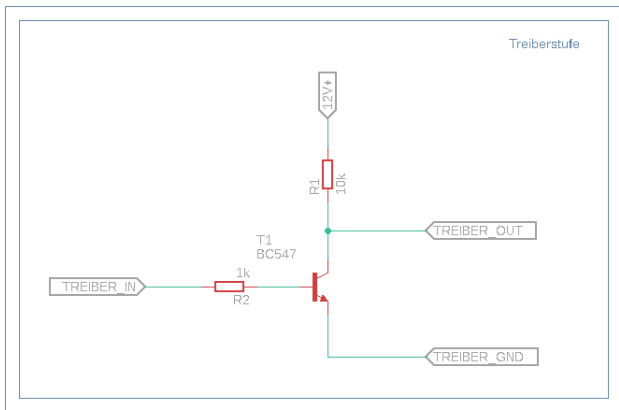 Treiberstufe
12V+
R1
10k
TREIBER_OUT
T1
BC547
TREIBER_IN
1k
R2
TREIBER_GND